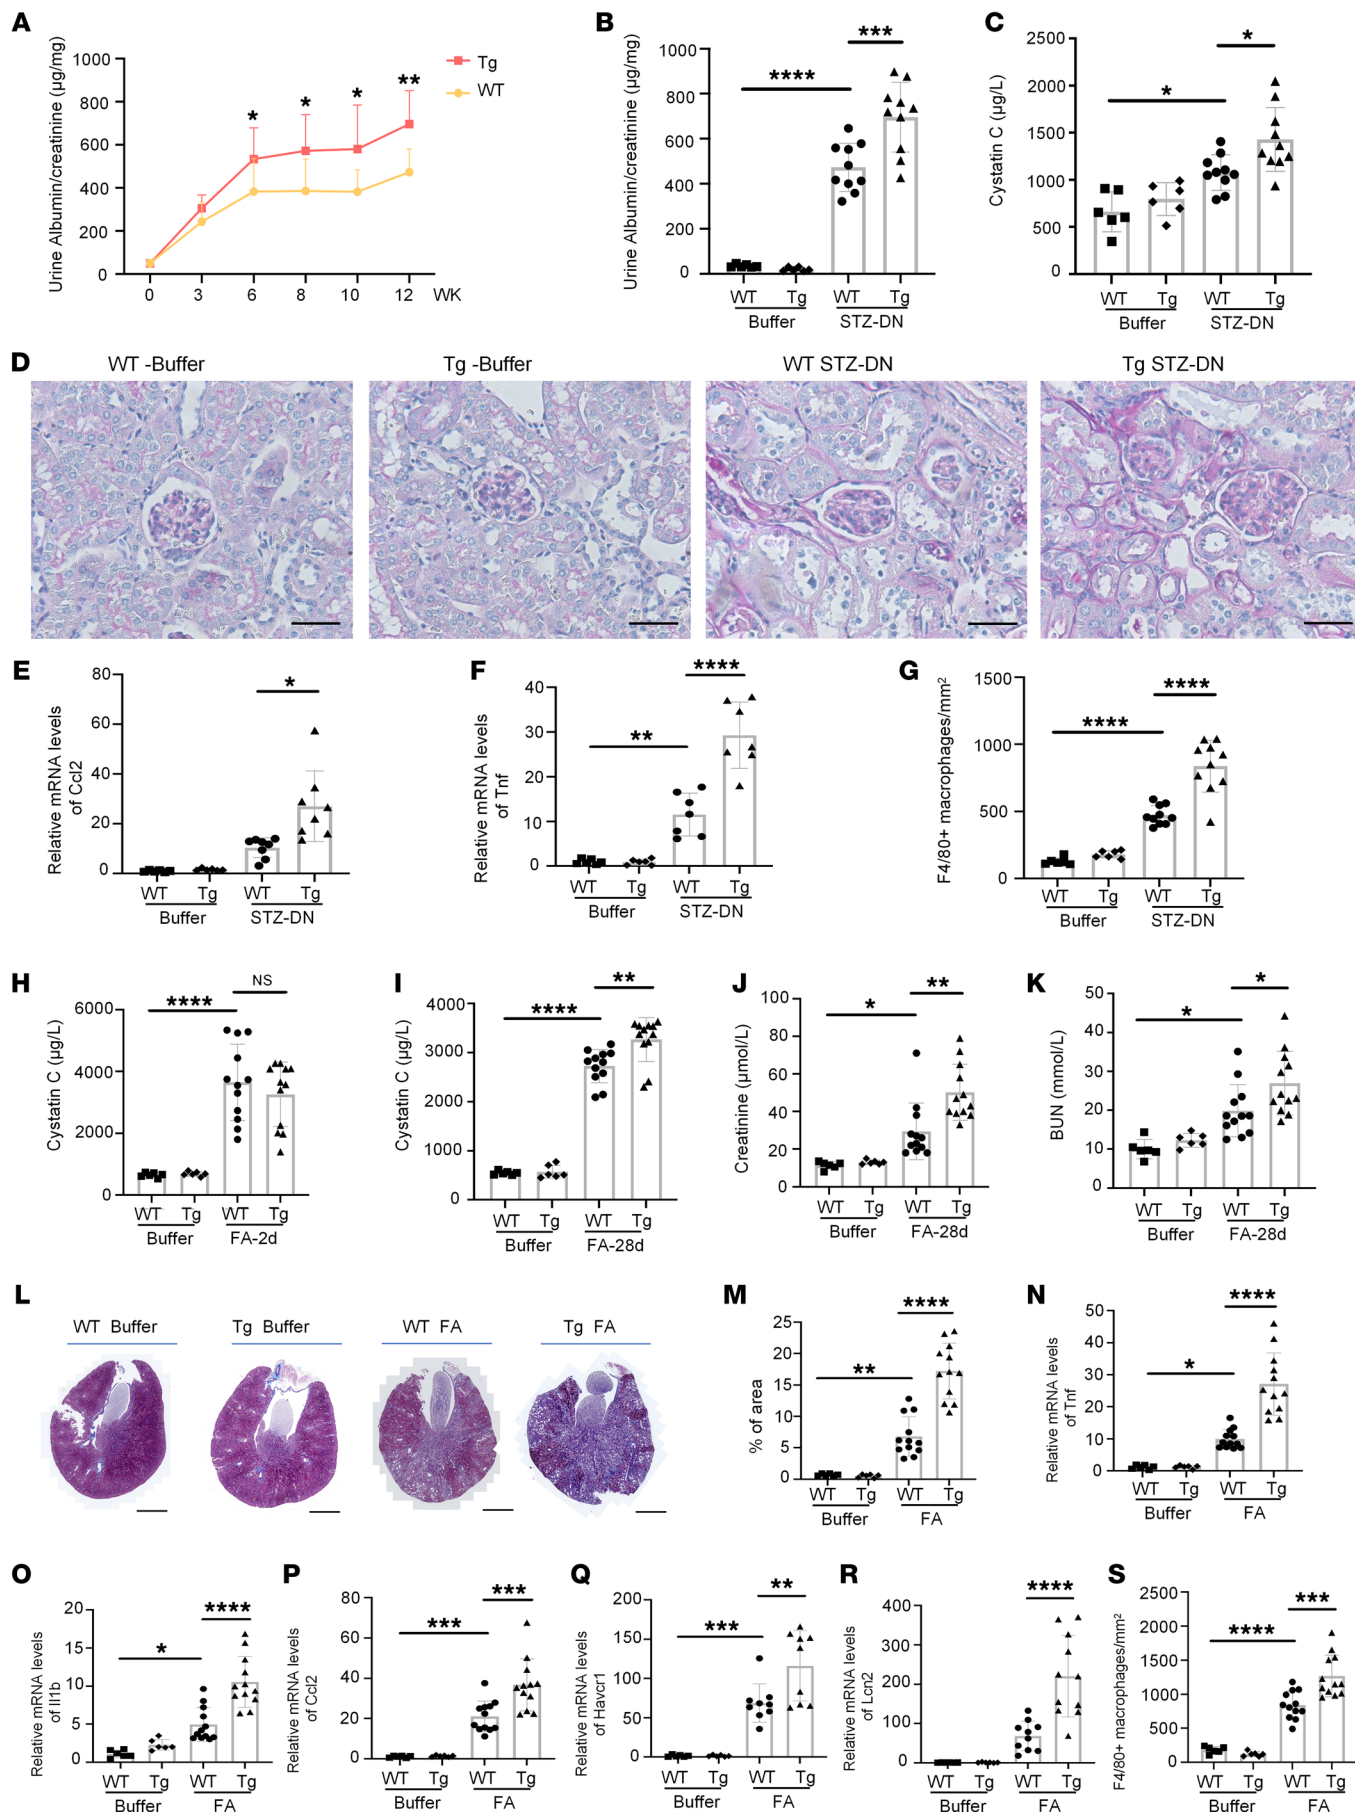 A
Urine Albumin/creatinine (µg/mg)
1000
800
600
400
200
0
0 3 6 8 10 12 WK
* * * **
Tg
WT
B
Urine Albumin/creatinine (µg/mg)
1000
800
600
400
200
0
**** ***
WT Tg WT Tg
Buffer STZ-DN
C
Cystatin C (µg/L)
2500
2000
1500
1000
500
0
* *
WT Tg WT Tg
Buffer STZ-DN
D
WT -Buffer Tg -Buffer WT STZ-DN Tg STZ-DN
E
Relative mRNA levels
of Ccl2
80
60
40
20
0
*
WT Tg WT Tg
Buffer STZ-DN
F
Relative mRNA levels
of Tnf
40
30
20
10
0
** ****
WT Tg WT Tg
Buffer STZ-DN
G
F4/80+ macrophages/mm²
1500
1000
500
0
**** ****
WT Tg WT Tg
Buffer STZ-DN
H
Cystatin C (µg/L)
6000
4000
2000
0
**** NS
WT Tg WT Tg
Buffer FA-2d
I
Cystatin C (µg/L)
4000
3000
2000
1000
0
**** **
WT Tg WT Tg
Buffer FA-28d
J
Creatinine (µmol/L)
100
80
60
40
20
0
* **
WT Tg WT Tg
Buffer FA-28d
K
BUN (mmol/L)
50
40
30
20
10
0
* *
WT Tg WT Tg
Buffer FA-28d
L
WT Buffer Tg Buffer WT FA Tg FA
M
% of area
25
20
15
10
5
0
** ****
WT Tg WT Tg
Buffer FA
N
Relative mRNA levels
of Tnf
50
40
30
20
10
0
* ****
WT Tg WT Tg
Buffer FA
O
Relative mRNA levels
of Il1b
20
15
10
5
0
* ****
WT Tg WT Tg
Buffer FA
P
Relative mRNA levels
of Ccl2
80
60
40
20
0
*** ***
WT Tg WT Tg
Buffer FA
Q
Relative mRNA levels
of Havcr1
200
150
100
50
0
*** **
WT Tg WT Tg
Buffer FA
R
Relative mRNA levels
of Lcn2
400
300
200
100
0
****
WT Tg WT Tg
Buffer FA
S
F4/80+ macrophages/mm²
2500
2000
1500
1000
500
0
**** ***
WT Tg WT Tg
Buffer FA